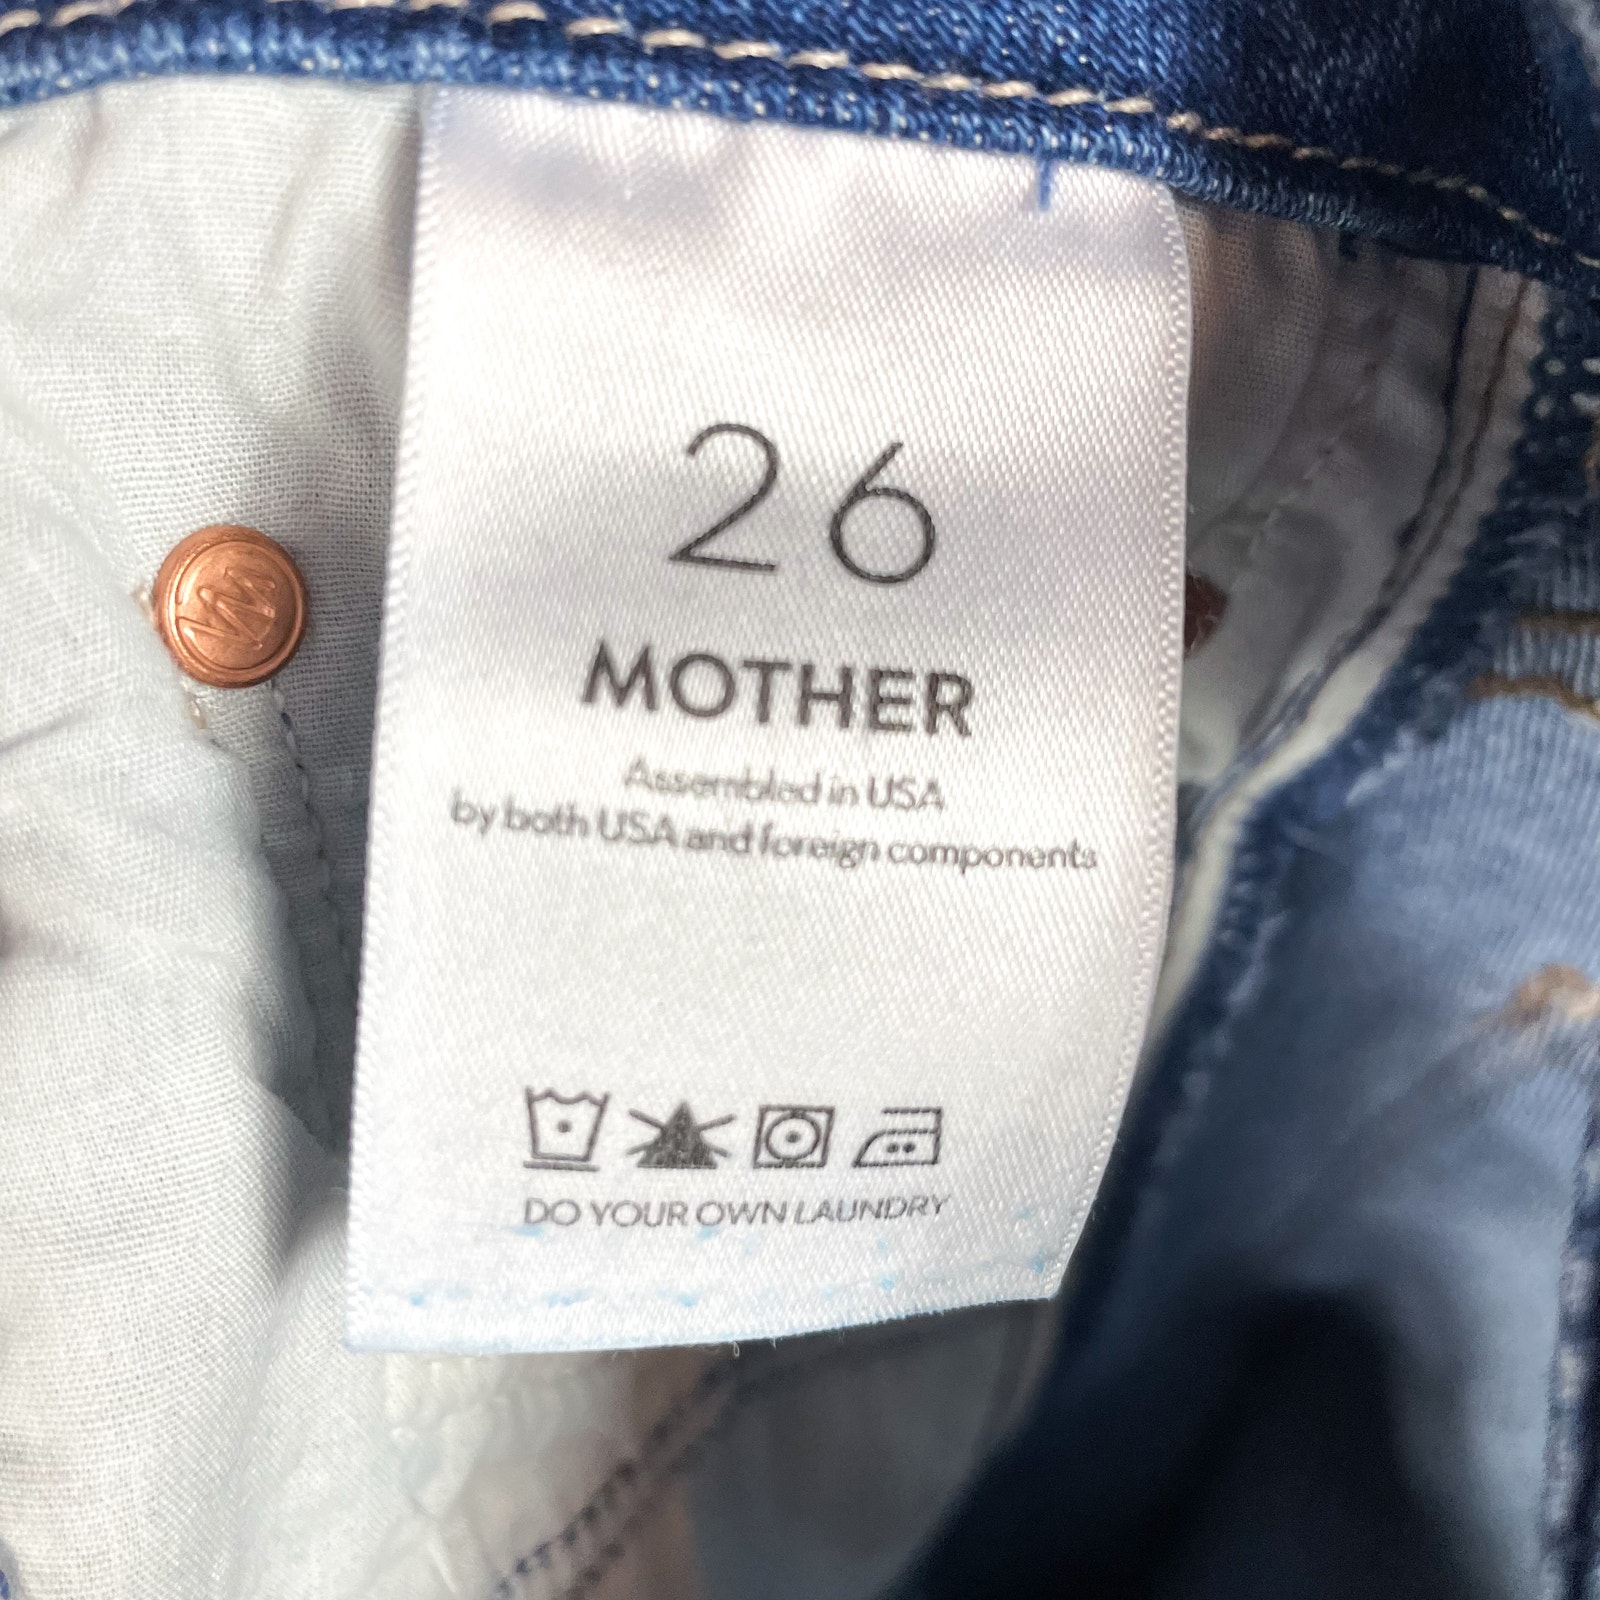 26
MOTHER
Assembled in USA
by both USA and foreign components
DO YOUR OWN LAUNDRY